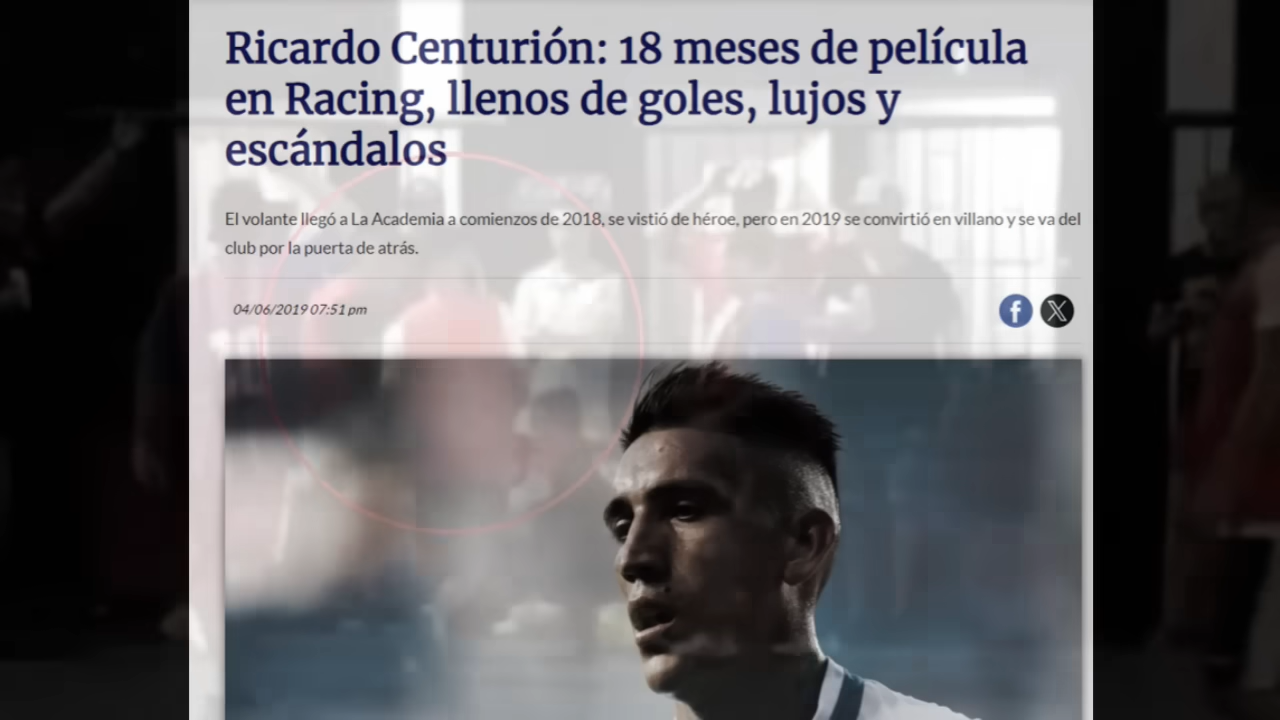 Ricardo Centurión: 18 meses de película
en Racing, llenos de goles, lujos y
escándalos
El volante llegó a La Academia a comienzos de 2018, se vistió de héroe, pero en 2019 se convirtió en villano y se va del
club por la puerta de atrás.
04/06/2019 07:51 pm